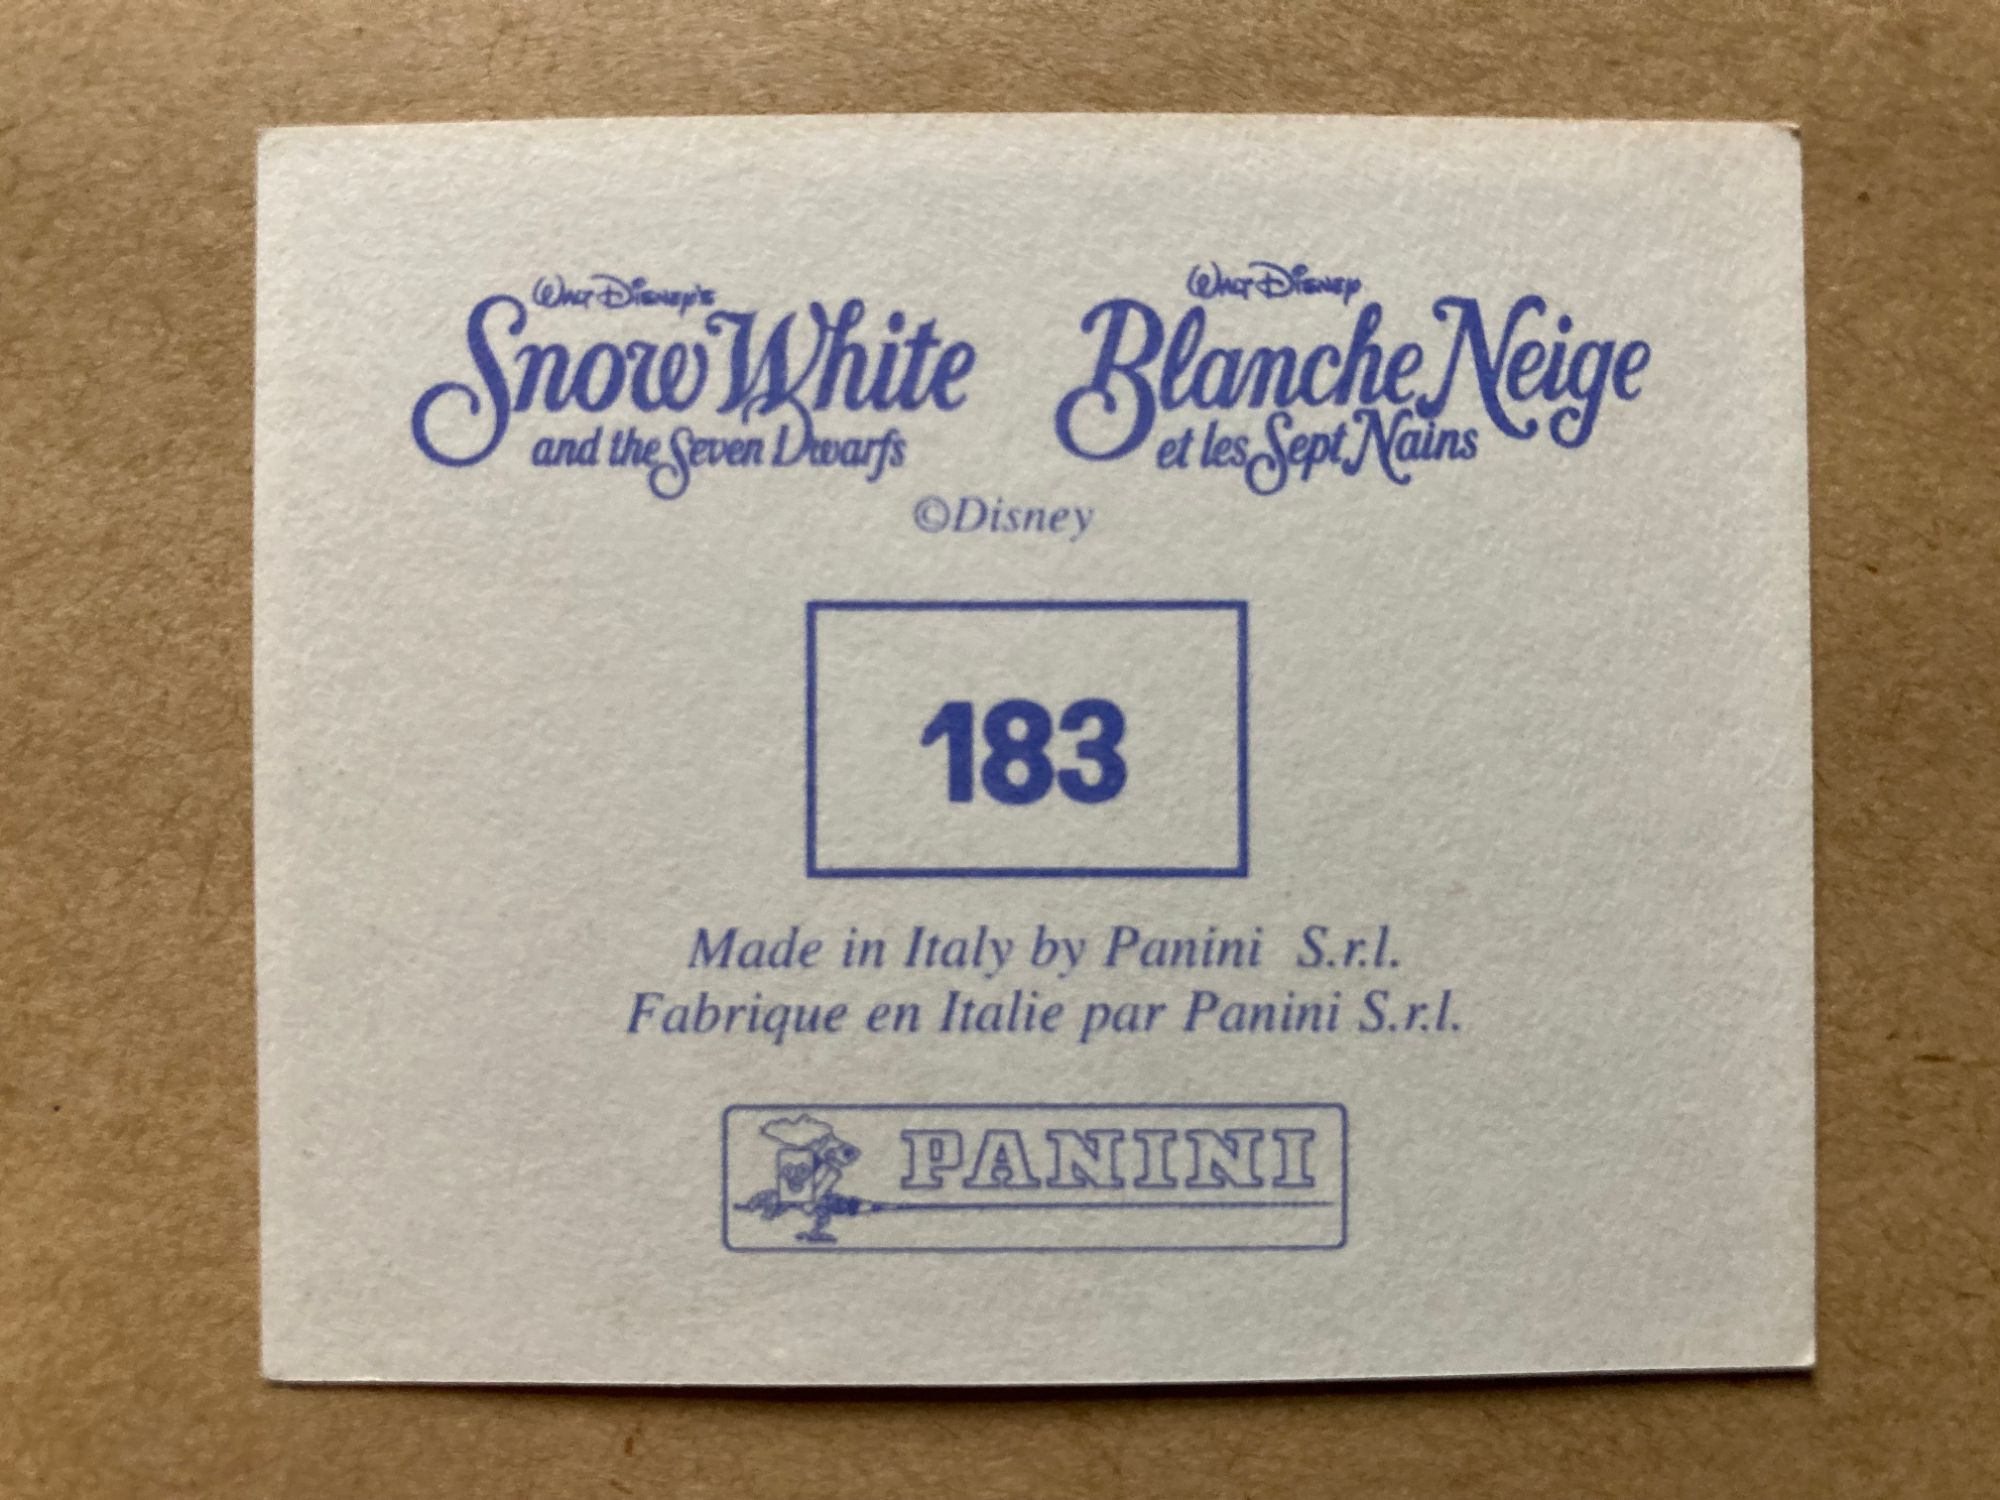 Walt Disney's
Snow White
and the Seven Dwarfs
Walt Disney
Blanche Neige
et les Sept Nains
©Disney
183
Made in Italy by Panini S.r.l.
Fabrique en Italie par Panini S.r.l.
PANINI